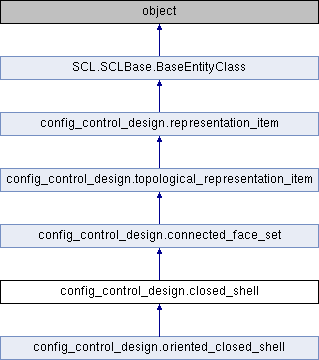 object
SCL.SCLBase.BaseEntityClass
config_control_design.representation_item
config_control_design.topological_representation_item
config_control_design.connected_face_set
config_control_design.closed_shell
config_control_design.oriented_closed_shell